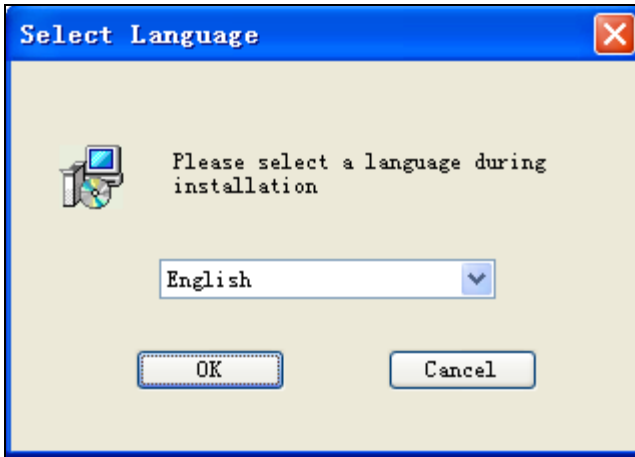 Select Language
Please select a language during
installation
English
OK
Cancel